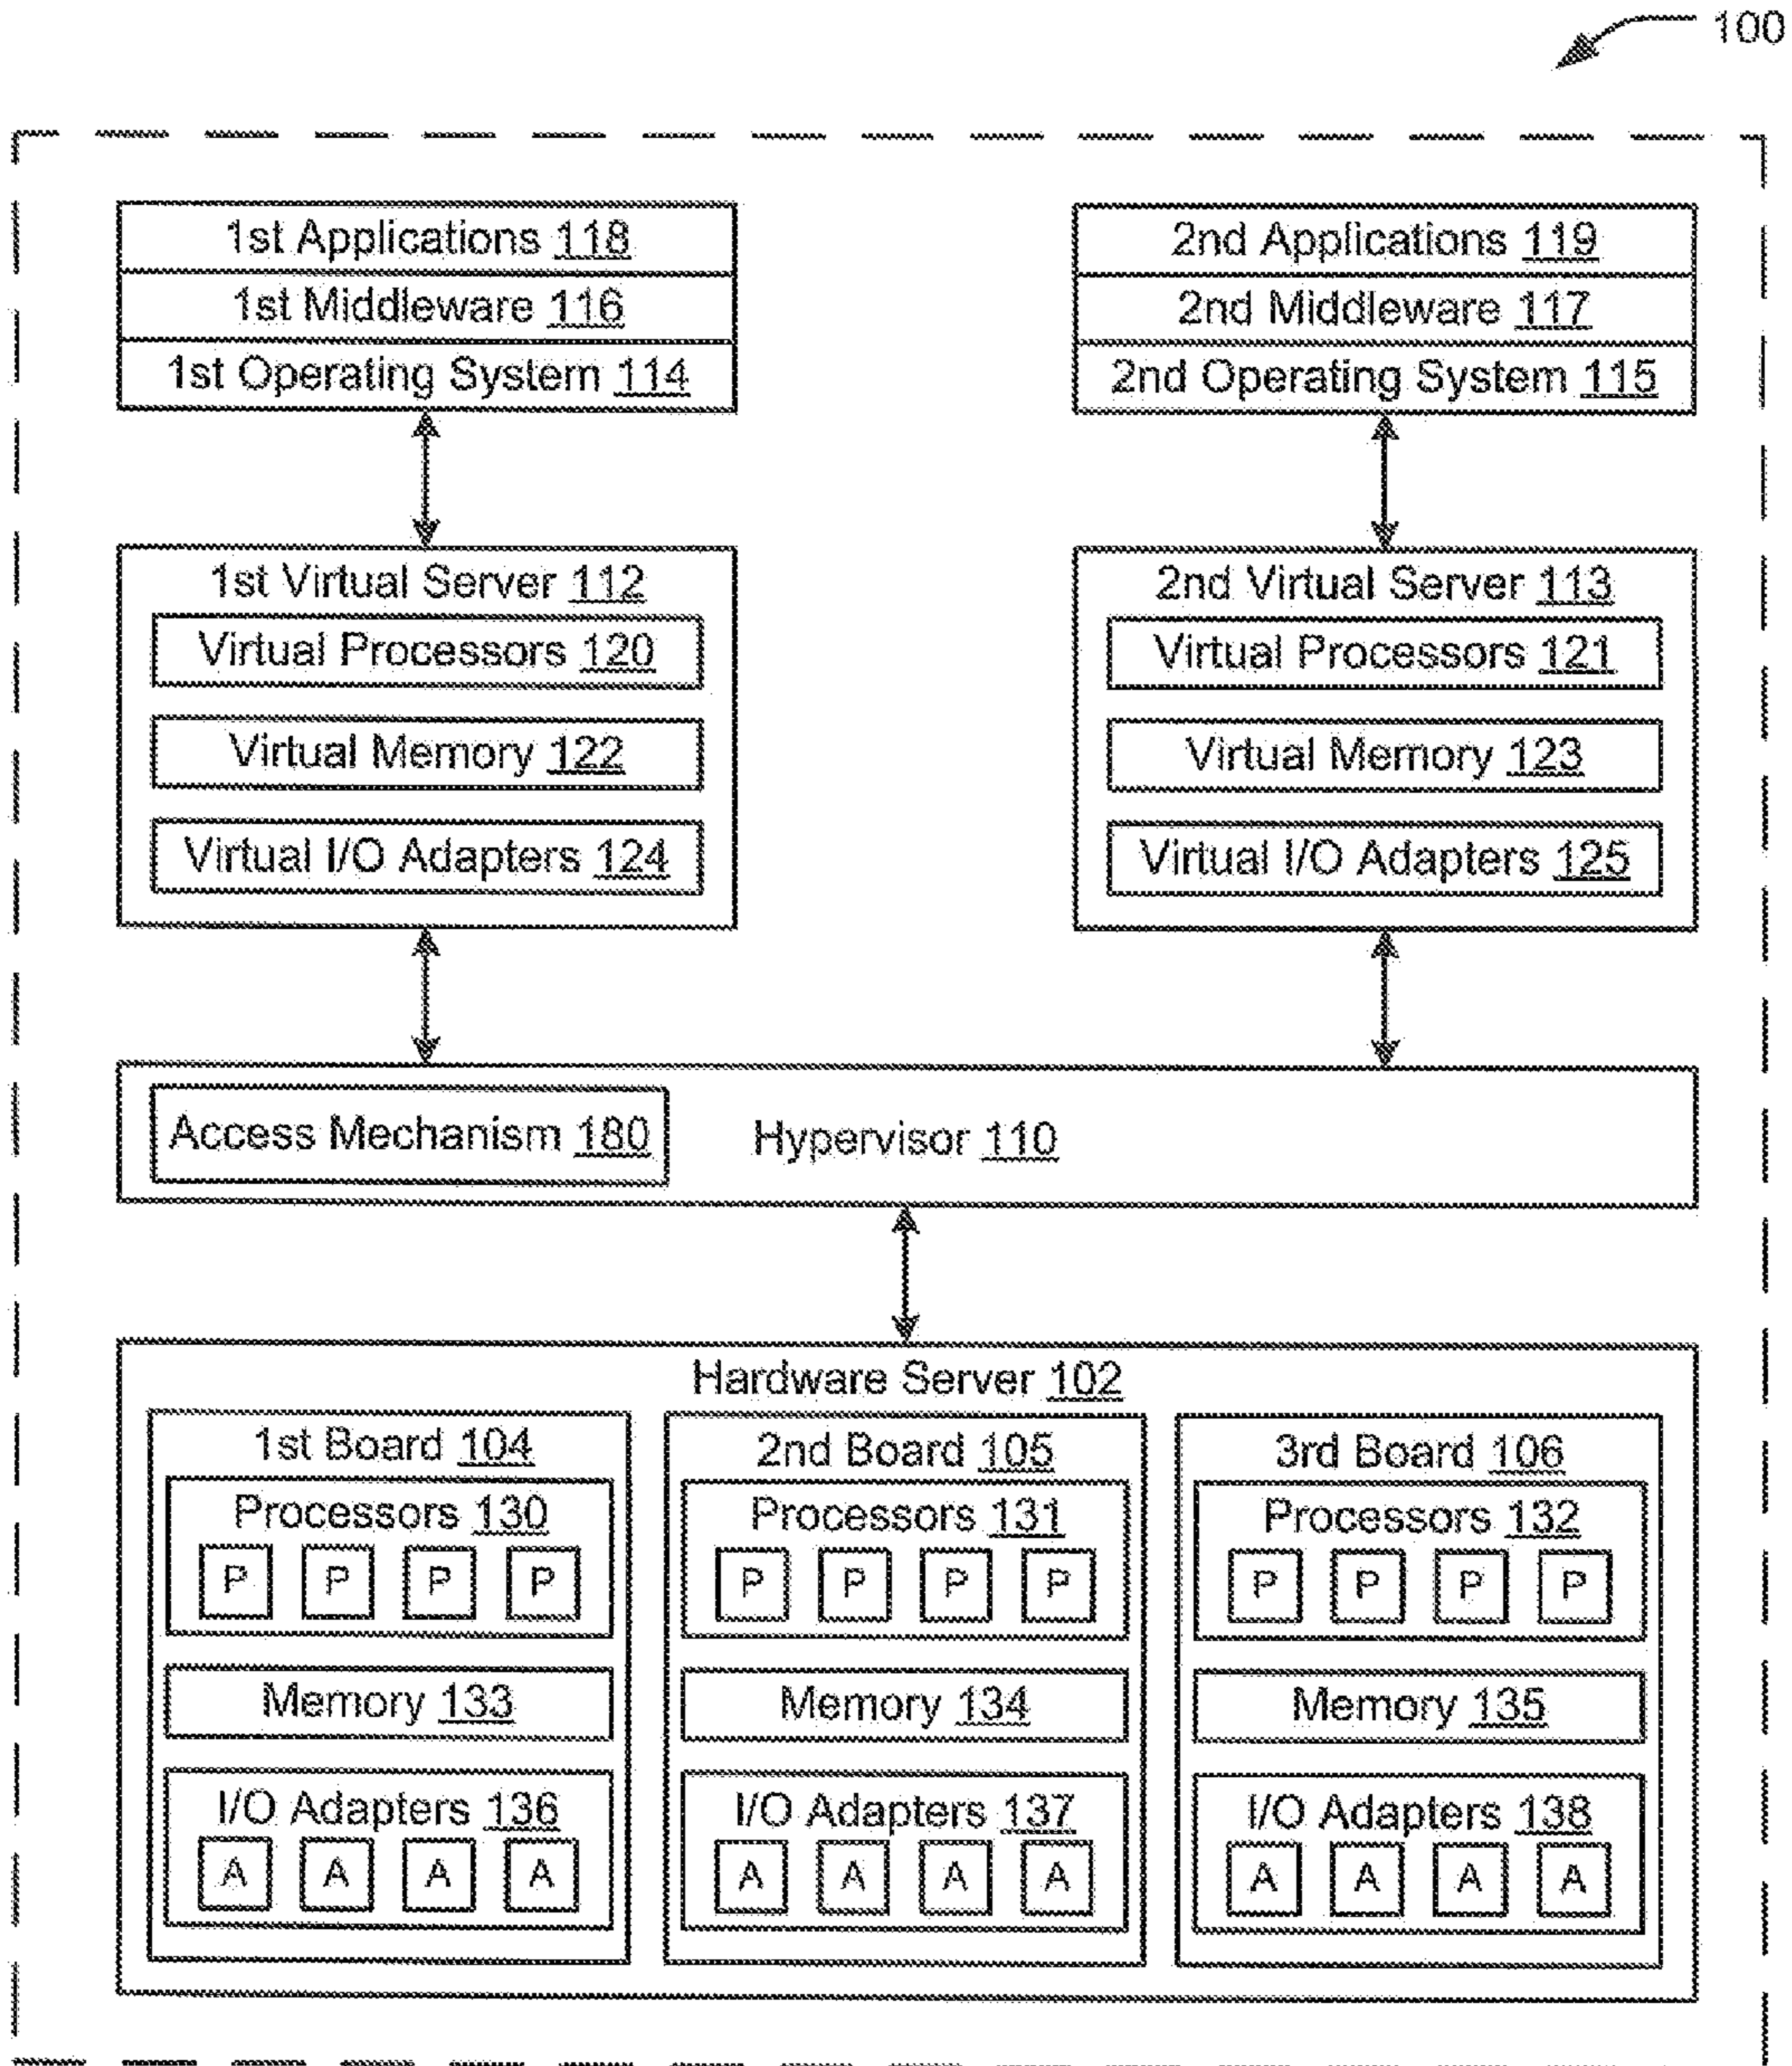 100
1st Applications 118
1st Middleware 116
1st Operating System 114
2nd Applications 119
2nd Middleware 117
2nd Operating System 115
1st Virtual Server 112
Virtual Processors 120
Virtual Memory 122
Virtual I/O Adapters 124
2nd Virtual Server 113
Virtual Processors 121
Virtual Memory 123
Virtual I/O Adapters 125
Access Mechanism 180
Hypervisor 110
Hardware Server 102
1st Board 104
Processors 130
P P P P
Memory 133
I/O Adapters 136
A A A A
2nd Board 105
Processors 131
P P P P
Memory 134
I/O Adapters 137
A A A A
3rd Board 106
Processors 132
P P P P
Memory 135
I/O Adapters 138
A A A A